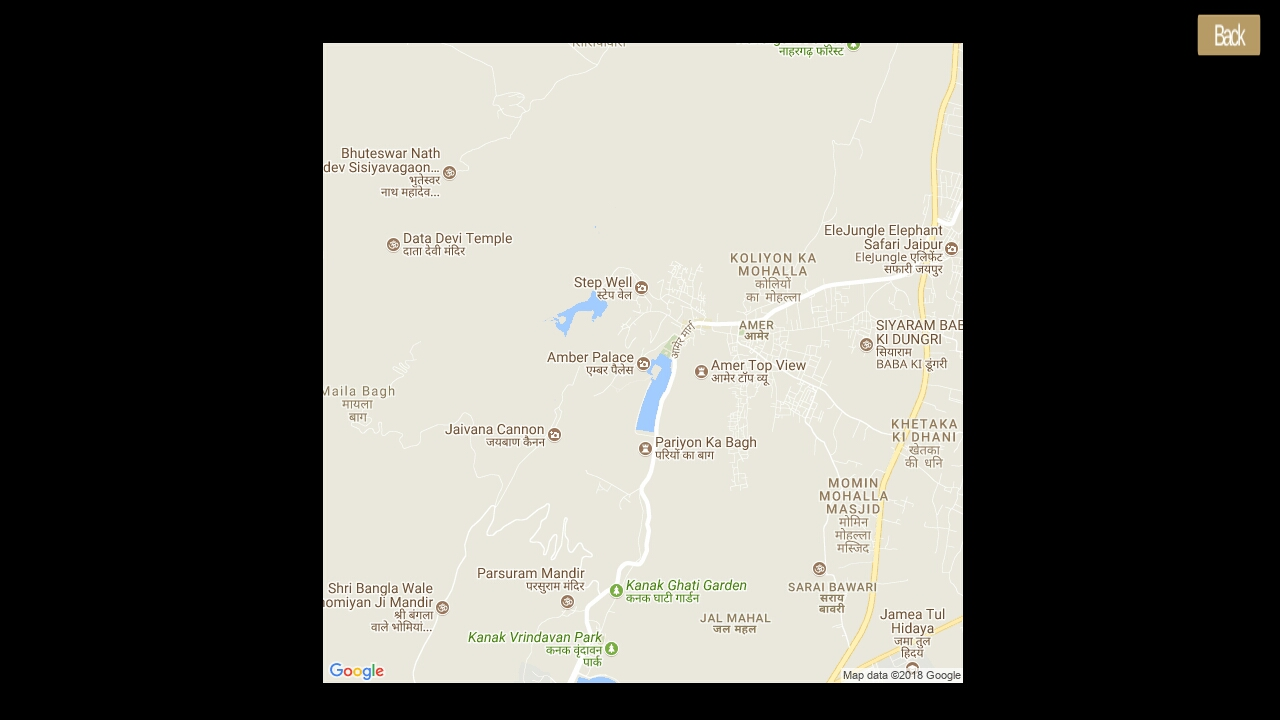 Back
नाहरगढ़ फॉरेस्ट
Bhuteswar Nath
dev Sisiyavagaon...
भुतेस्वर
नाथ महादेव...
Data Devi Temple
दाता देवी मंदिर
EleJungle Elephant
Safari Jaipur
EleJungle एलिफेंट
सफारी जयपुर
KOLIYON KA
MOHALLA
कोलियों
का मोहल्ला
Step Well
स्टेप वेल
आमेर मार्ग
AMER
आमेर
SIYARAM BAB
KI DUNGRI
सियाराम
BABA KI डूंगरी
Amber Palace
एम्बर पैलेस
Amer Top View
आमेर टॉप व्यू
Maila Bagh
मायला
बाग
Jaivana Cannon
जयबाण कैनन
Pariyon Ka Bagh
परियों का बाग
KHETAKA
KI DHANI
खेतका
की धनि
MOMIN
MOHALLA
MASJID
मोमिन
मोहल्ला
मस्जिद
Parsuram Mandir
परसुराम मंदिर
Kanak Ghati Garden
कनक घाटी गार्डन
SARAI BAWARI
सराय
बाबरी
Shri Bangla Wale
homiyan Ji Mandir
श्री बंगला
वाले भोमियां...
JAL MAHAL
जल महल
Jamea Tul
Hidaya
जमा तुल
हिदय
Kanak Vrindavan Park
कनक वृंदावन
पार्क
Google
Map data ©2018 Google